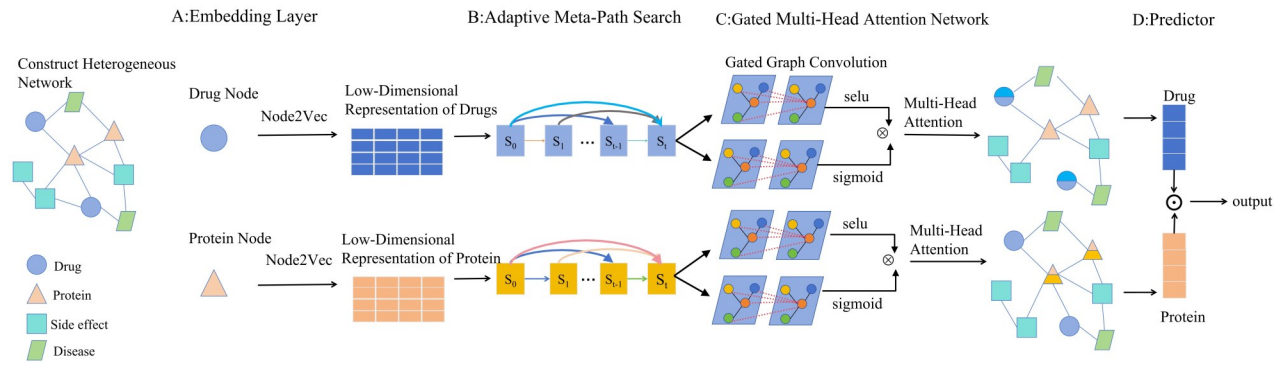 A:Embedding Layer
B:Adaptive Meta-Path Search
C:Gated Multi-Head Attention Network
D:Predictor
Construct Heterogeneous
Network
Drug Node
Node2Vec
Low-Dimensional
Representation of Drugs
S0
S1
...
St-1
St
Gated Graph Convolution
selu
⊗
sigmoid
Multi-Head
Attention
Drug
output
Protein Node
Node2Vec
Low-Dimensional
Representation of Protein
S0
S1
...
St-1
St
selu
⊗
sigmoid
Multi-Head
Attention
Protein
Drug
Protein
Side effect
Disease